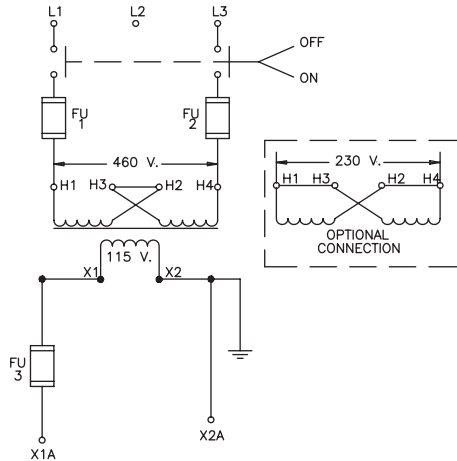 L1 L2 L3
OFF
ON
FU
1
FU
2
460 V.
230 V.
H1 H3 H2 H4
H1 H3 H2 H4
OPTIONAL
CONNECTION
115 V.
X1 X2
FU
3
X1A
X2A